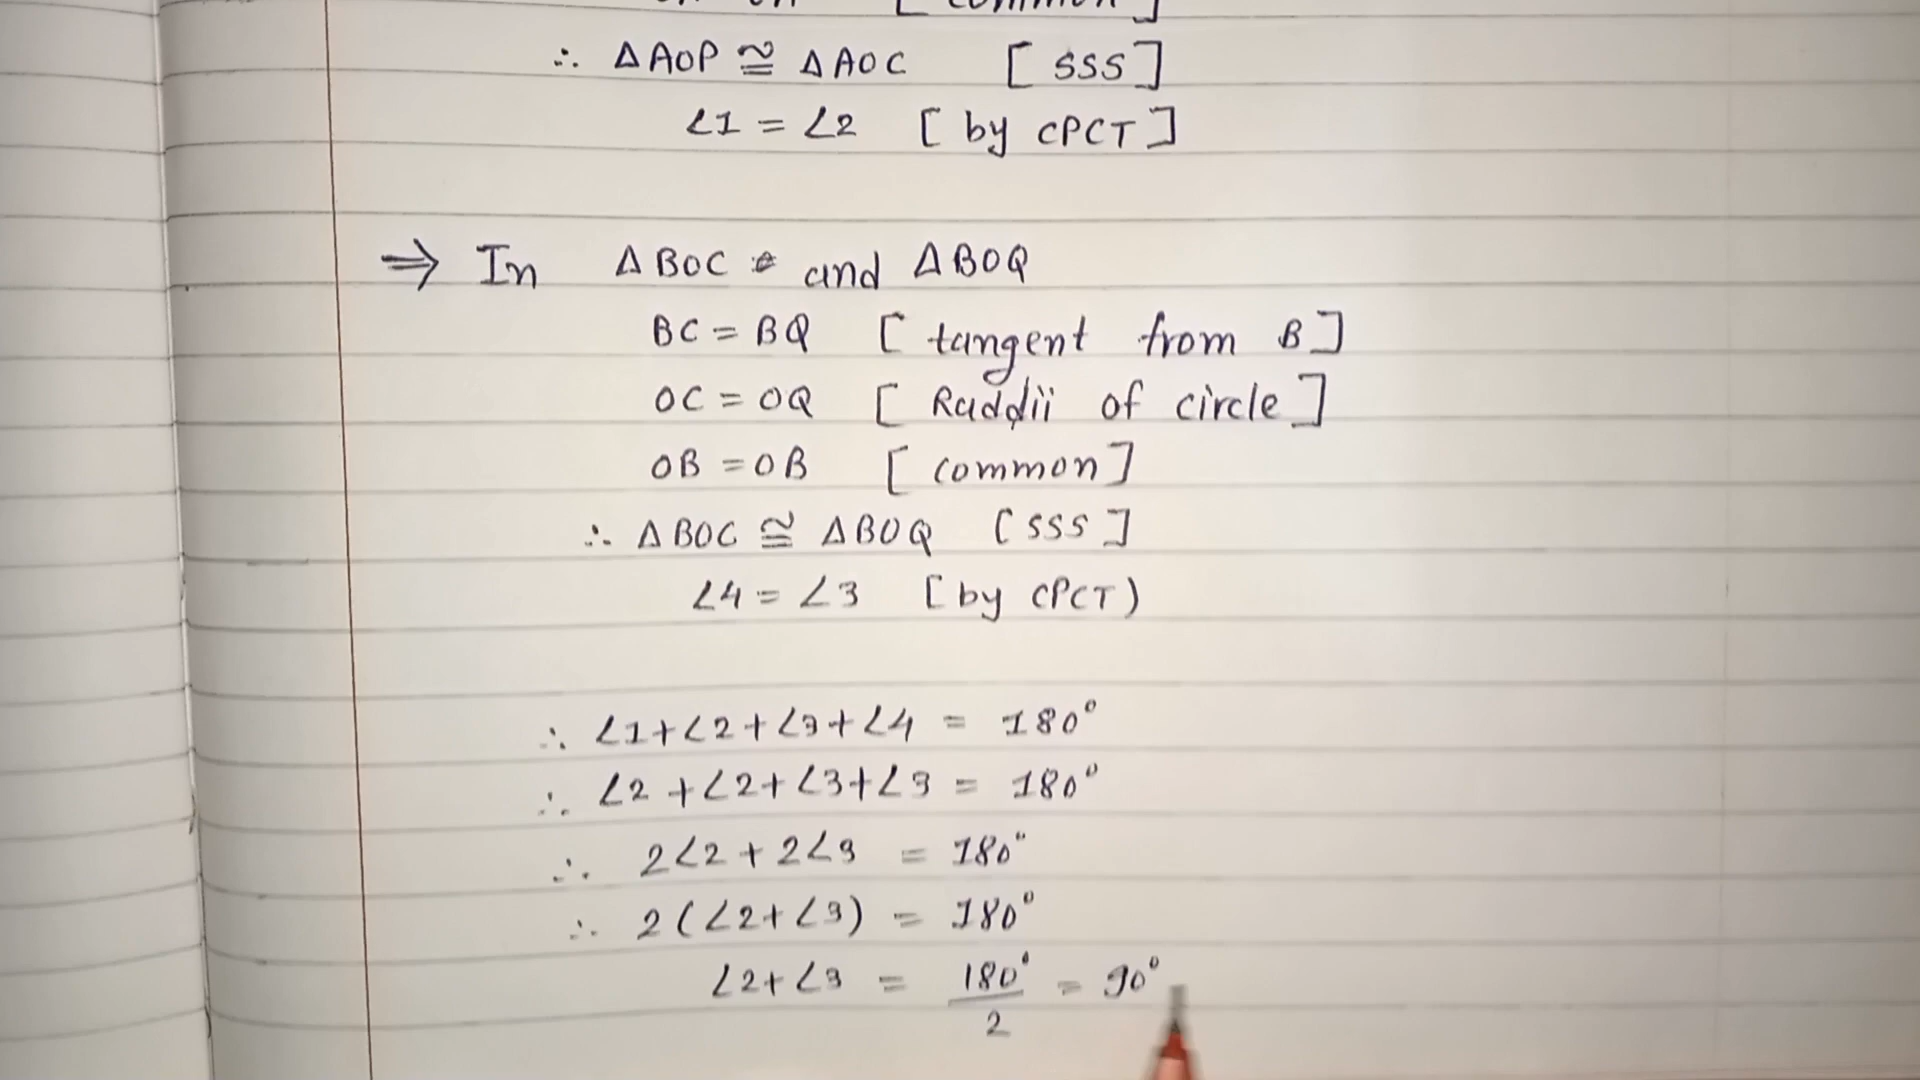 [common]
∴ ΔAOP ≅ ΔAOC [SSS]
∠1 = ∠2 [by CPCT]
⇒ In ΔBOC and ΔBOQ
BC = BQ [tangent from B]
OC = OQ [Raddii of circle]
OB = OB [common]
∴ ΔBOC ≅ ΔBOQ [SSS]
∠4 = ∠3 [by CPCT)
∴ ∠1+∠2+∠3+∠4 = 180°
∴ ∠2+∠2+∠3+∠3 = 180°
∴ 2∠2 + 2∠3 = 180°
∴ 2(∠2+∠3) = 180°
∠2+∠3 = 180°/2 = 90°